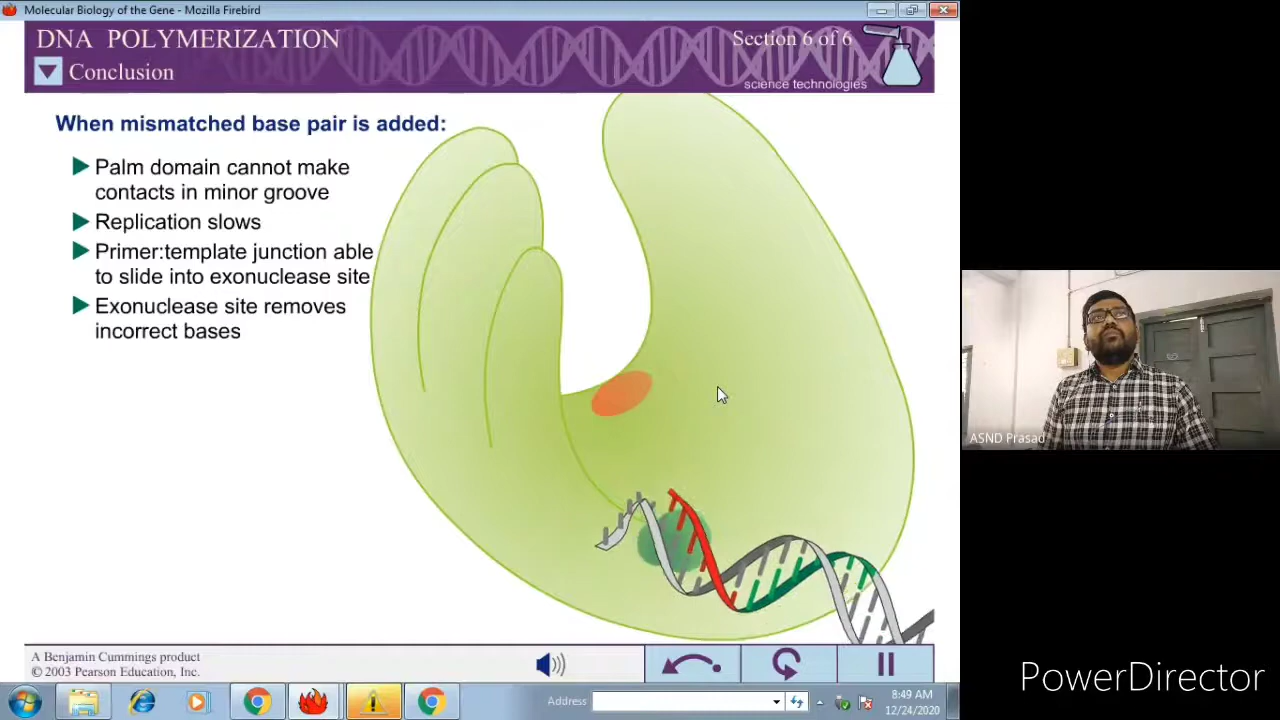 Molecular Biology of the Gene - Mozilla Firebird
DNA POLYMERIZATION
Section 6 of 6
Conclusion
science technologies
When mismatched base pair is added:
Palm domain cannot make
contacts in minor groove
Replication slows
Primer:template junction able
to slide into exonuclease site
Exonuclease site removes
incorrect bases
ASND Prasad
A Benjamin Cummings product
© 2003 Pearson Education, Inc.
PowerDirector
Address
8:49 AM
12/24/2020